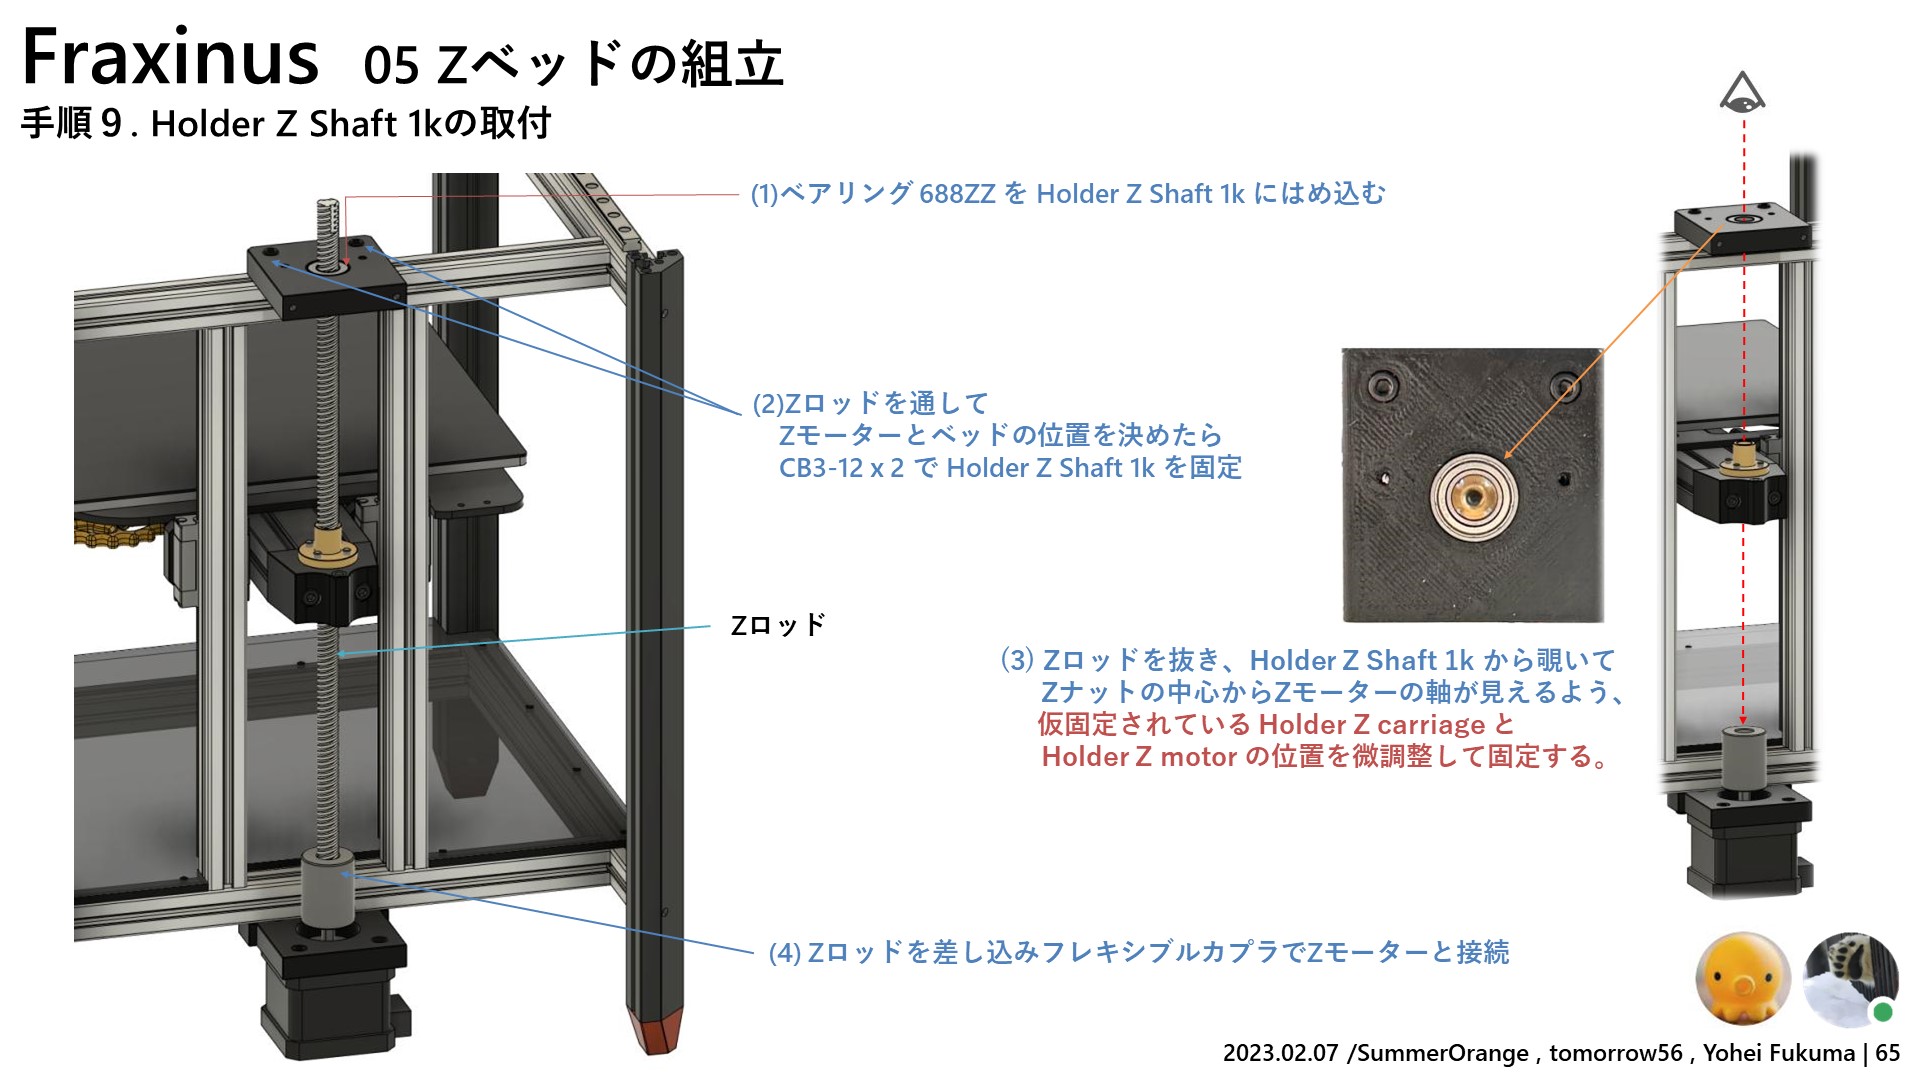 Fraxinus 05 Zベッドの組立
手順９. Holder Z Shaft 1kの取付
(1)ベアリング 688ZZ を Holder Z Shaft 1k にはめ込む
(2)Zロッドを通して
Zモーターとベッドの位置を決めたら
CB3-12 x 2 で Holder Z Shaft 1k を固定
Zロッド
(3) Zロッドを抜き、Holder Z Shaft 1k から覗いて
Zナットの中心からZモーターの軸が見えるよう、
仮固定されている Holder Z carriage と
Holder Z motor の位置を微調整して固定する。
(4) Zロッドを差し込みフレキシブルカプラでZモーターと接続
2023.02.07 /SummerOrange , tomorrow56 , Yohei Fukuma | 65